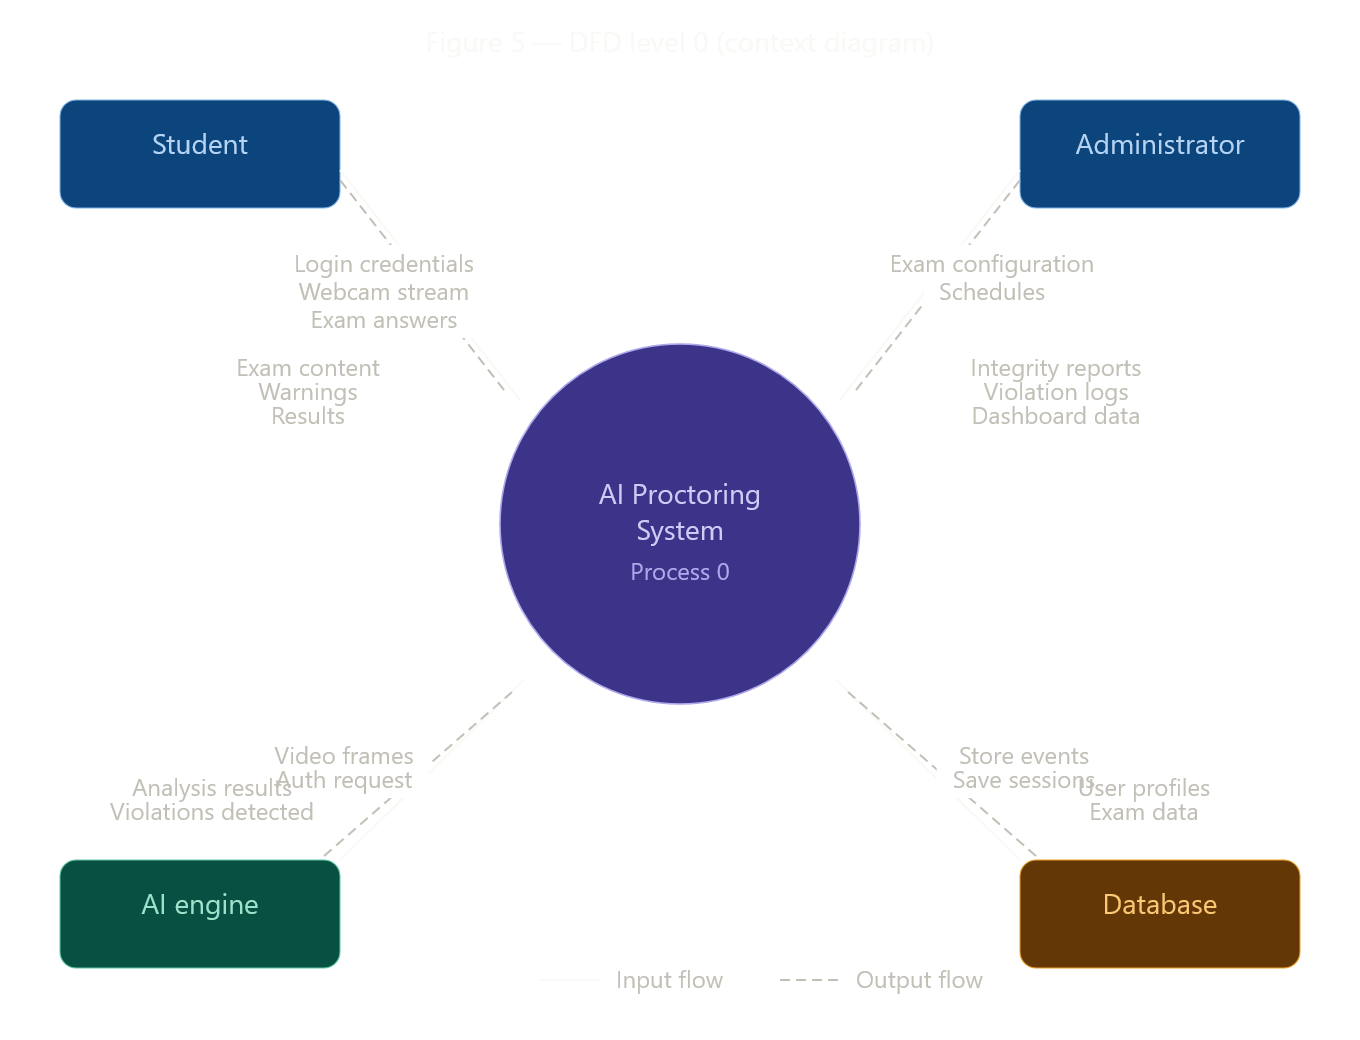 Figure 5 — DFD level 0 (context diagram)
Student
Administrator
Login credentials
Webcam stream
Exam answers
Exam configuration
Schedules
Exam content
Warnings
Results
Integrity reports
Violation logs
Dashboard data
AI Proctoring
System
Process 0
Video frames
Auth request
Analysis results
Violations detected
Store events
Save sessions
User profiles
Exam data
AI engine
Database
Input flow
Output flow